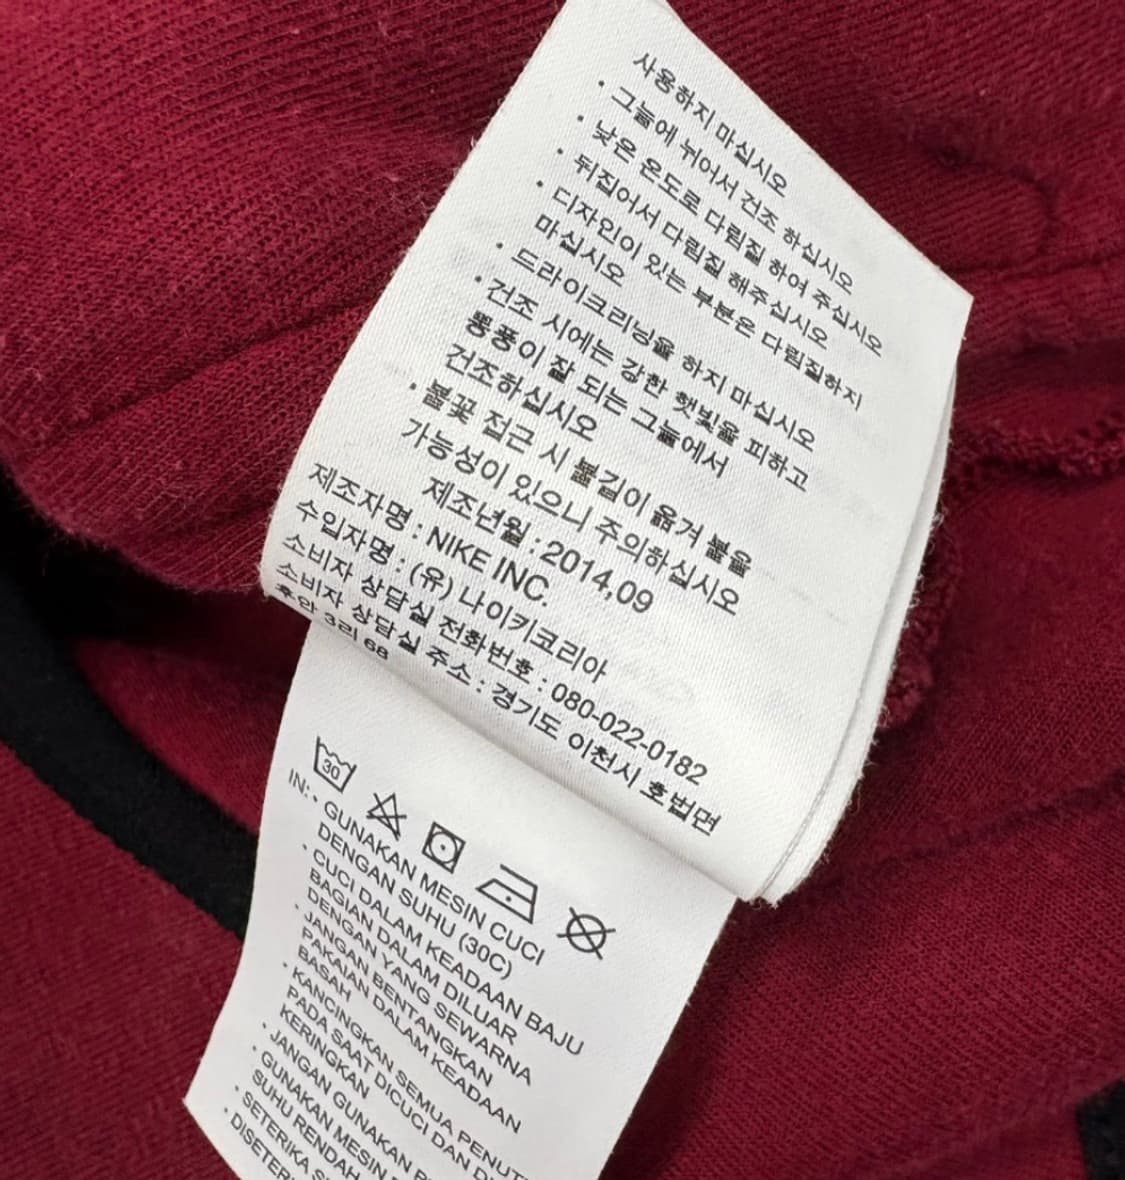 사용하지 마십시오
· 그늘에 뉘어서 건조 하십시오
· 낮은 온도로 다림질 하여 주십시오
· 뒤집어서 다림질 해주십시오
· 디자인이 있는 부분은 다림질하지
마십시오
· 드라이크리닝을 하지 마십시오
· 건조 시에는 강한 햇빛을 피하고
통풍이 잘 되는 그늘에서
건조하십시오
· 불꽃 접근 시 불길이 옮겨 붙을
가능성이 있으니 주의하십시오
제조년월 : 2014,09
제조자명 : NIKE INC.
수입자명 : (유) 나이키코리아
소비자 상담실 전화번호 : 080-022-0182
소비자 상담실 주소 : 경기도 이천시 호법면
후안 3리 68
30
IN: · GUNAKAN MESIN CUCI
DENGAN SUHU (30C)
· CUCI DALAM KEADAAN BAJU
BAGIAN DALAM DILUAR
DENGAN YANG SEWARNA
· JANGAN BENTANGKAN
PAKAIAN DALAM KEADAAN
BASAH
· KANCINGKAN SEMUA
PADA SAAT DICUCI DAN
KERINGKAN
· JANGAN GUNAKAN
· GUNAKAN MESIN
SUHU RENDAH
· SETERIKA